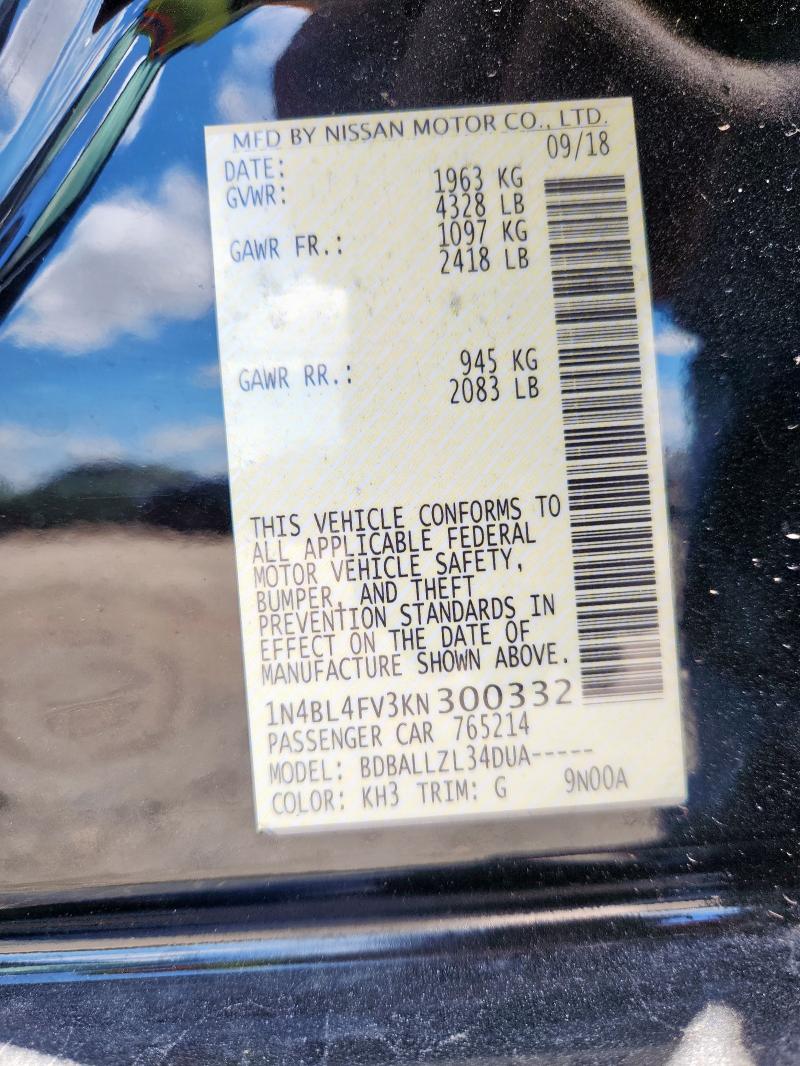 MFD BY NISSAN MOTOR CO., LTD.
DATE: 09/18
GVWR: 1963 KG
4328 LB
GAWR FR.: 1097 KG
2418 LB
GAWR RR.: 945 KG
2083 LB
THIS VEHICLE CONFORMS TO
ALL APPLICABLE FEDERAL
MOTOR VEHICLE SAFETY,
BUMPER, AND THEFT
PREVENTION STANDARDS IN
EFFECT ON THE DATE OF
MANUFACTURE SHOWN ABOVE.
1N4BL4FV3KN300332
PASSENGER CAR 765214
MODEL: BDBALLZL34DUA-----
COLOR: KH3 TRIM: G 9N00A